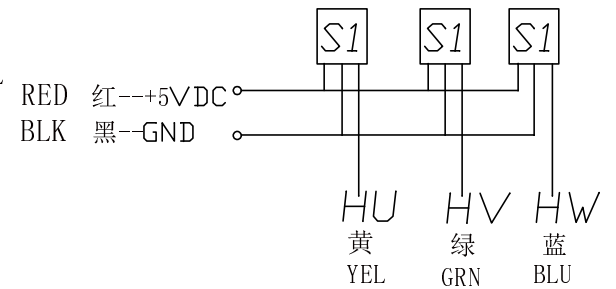 S1 S1 S1
RED 红--+5VDC
BLK 黑--GND
HU HV HW
黄 绿 蓝
YEL GRN BLU